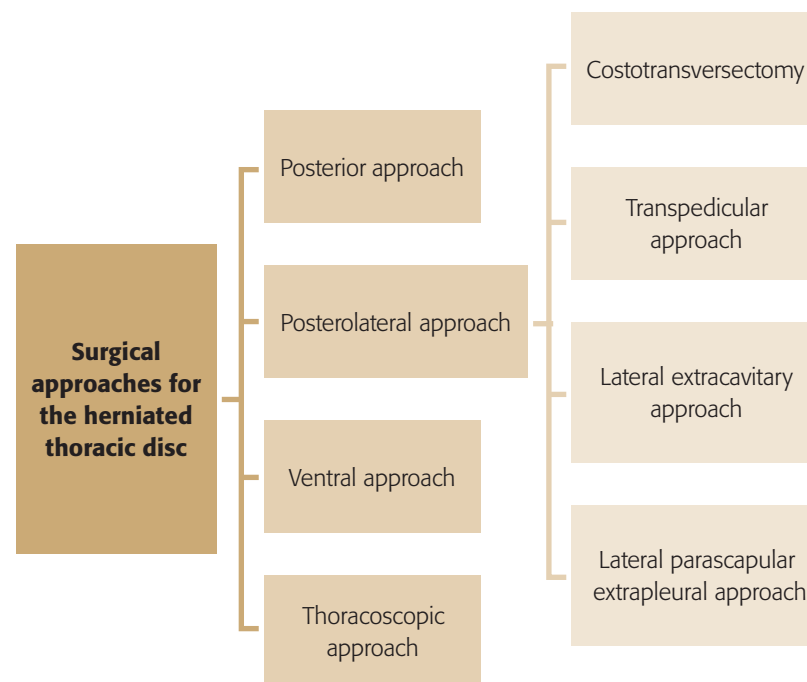 Surgical
approaches for
the herniated
thoracic disc
Posterior approach
Posterolateral approach
Ventral approach
Thoracoscopic
approach
Costotransversectomy
Transpedicular
approach
Lateral extracavitary
approach
Lateral parascapular
extrapleural approach